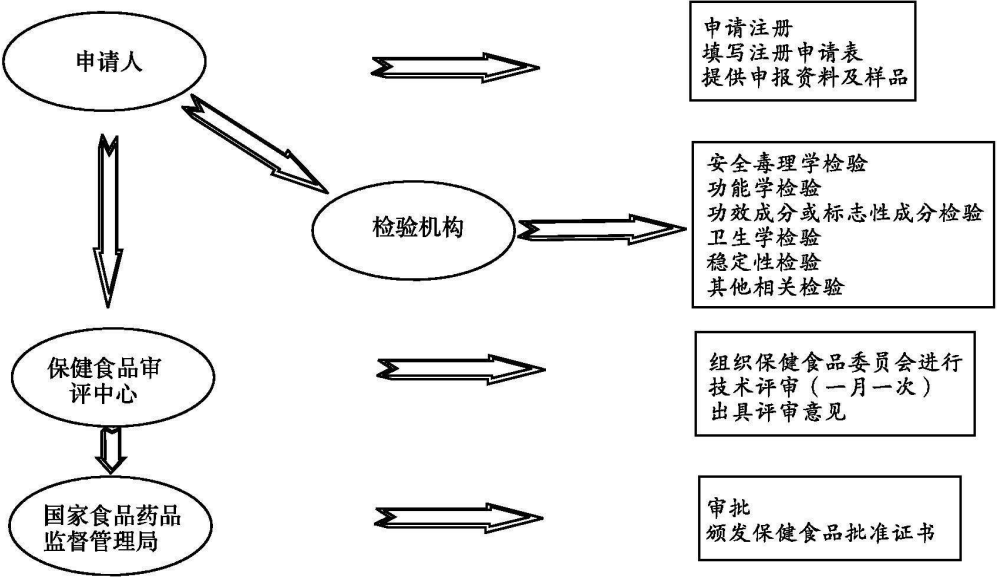 申请人
申请注册
填写注册申请表
提供申报资料及样品
检验机构
安全毒理学检验
功能学检验
功效成分或标志性成分检验
卫生学检验
稳定性检验
其他相关检验
保健食品审
评中心
组织保健食品委员会进行
技术评审（一月一次）
出具评审意见
国家食品药品
监督管理局
审批
颁发保健食品批准证书